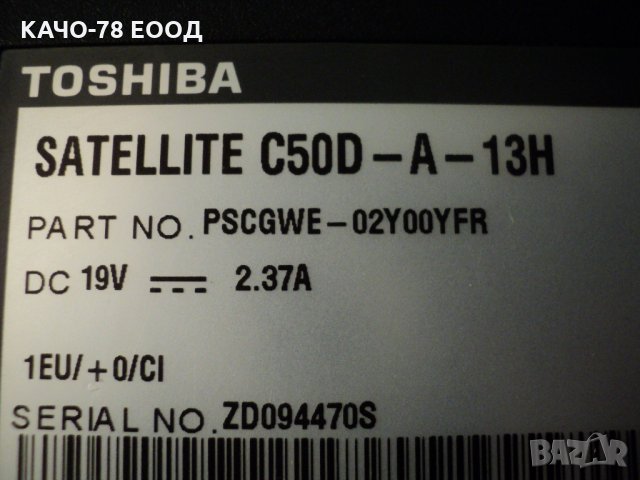 КАЧО-78 ЕООД
TOSHIBA
SATELLITE C50D-A-13H
PART NO. PSCGWE-02Y00YFR
DC 19V 2.37A
1EU/+0/CI
SERIAL NO. ZD094470S
BAZAR